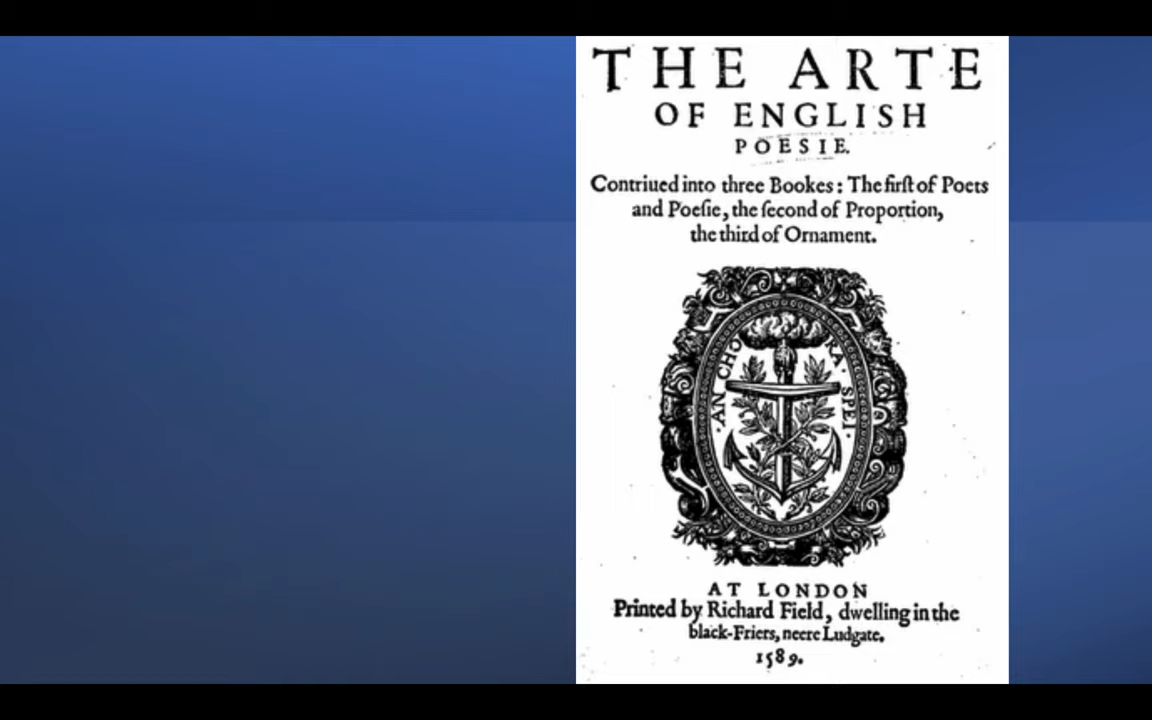 THE ARTE
OF ENGLISH
POESIE.
Contriued into three Bookes: The firſt of Poets
and Poeſie, the ſecond of Proportion,
the third of Ornament.
·AN CHO RA· SPEI·
AT LONDON
Printed by Richard Field, dwelling in the
black-Friers, neere Ludgate.
1589.